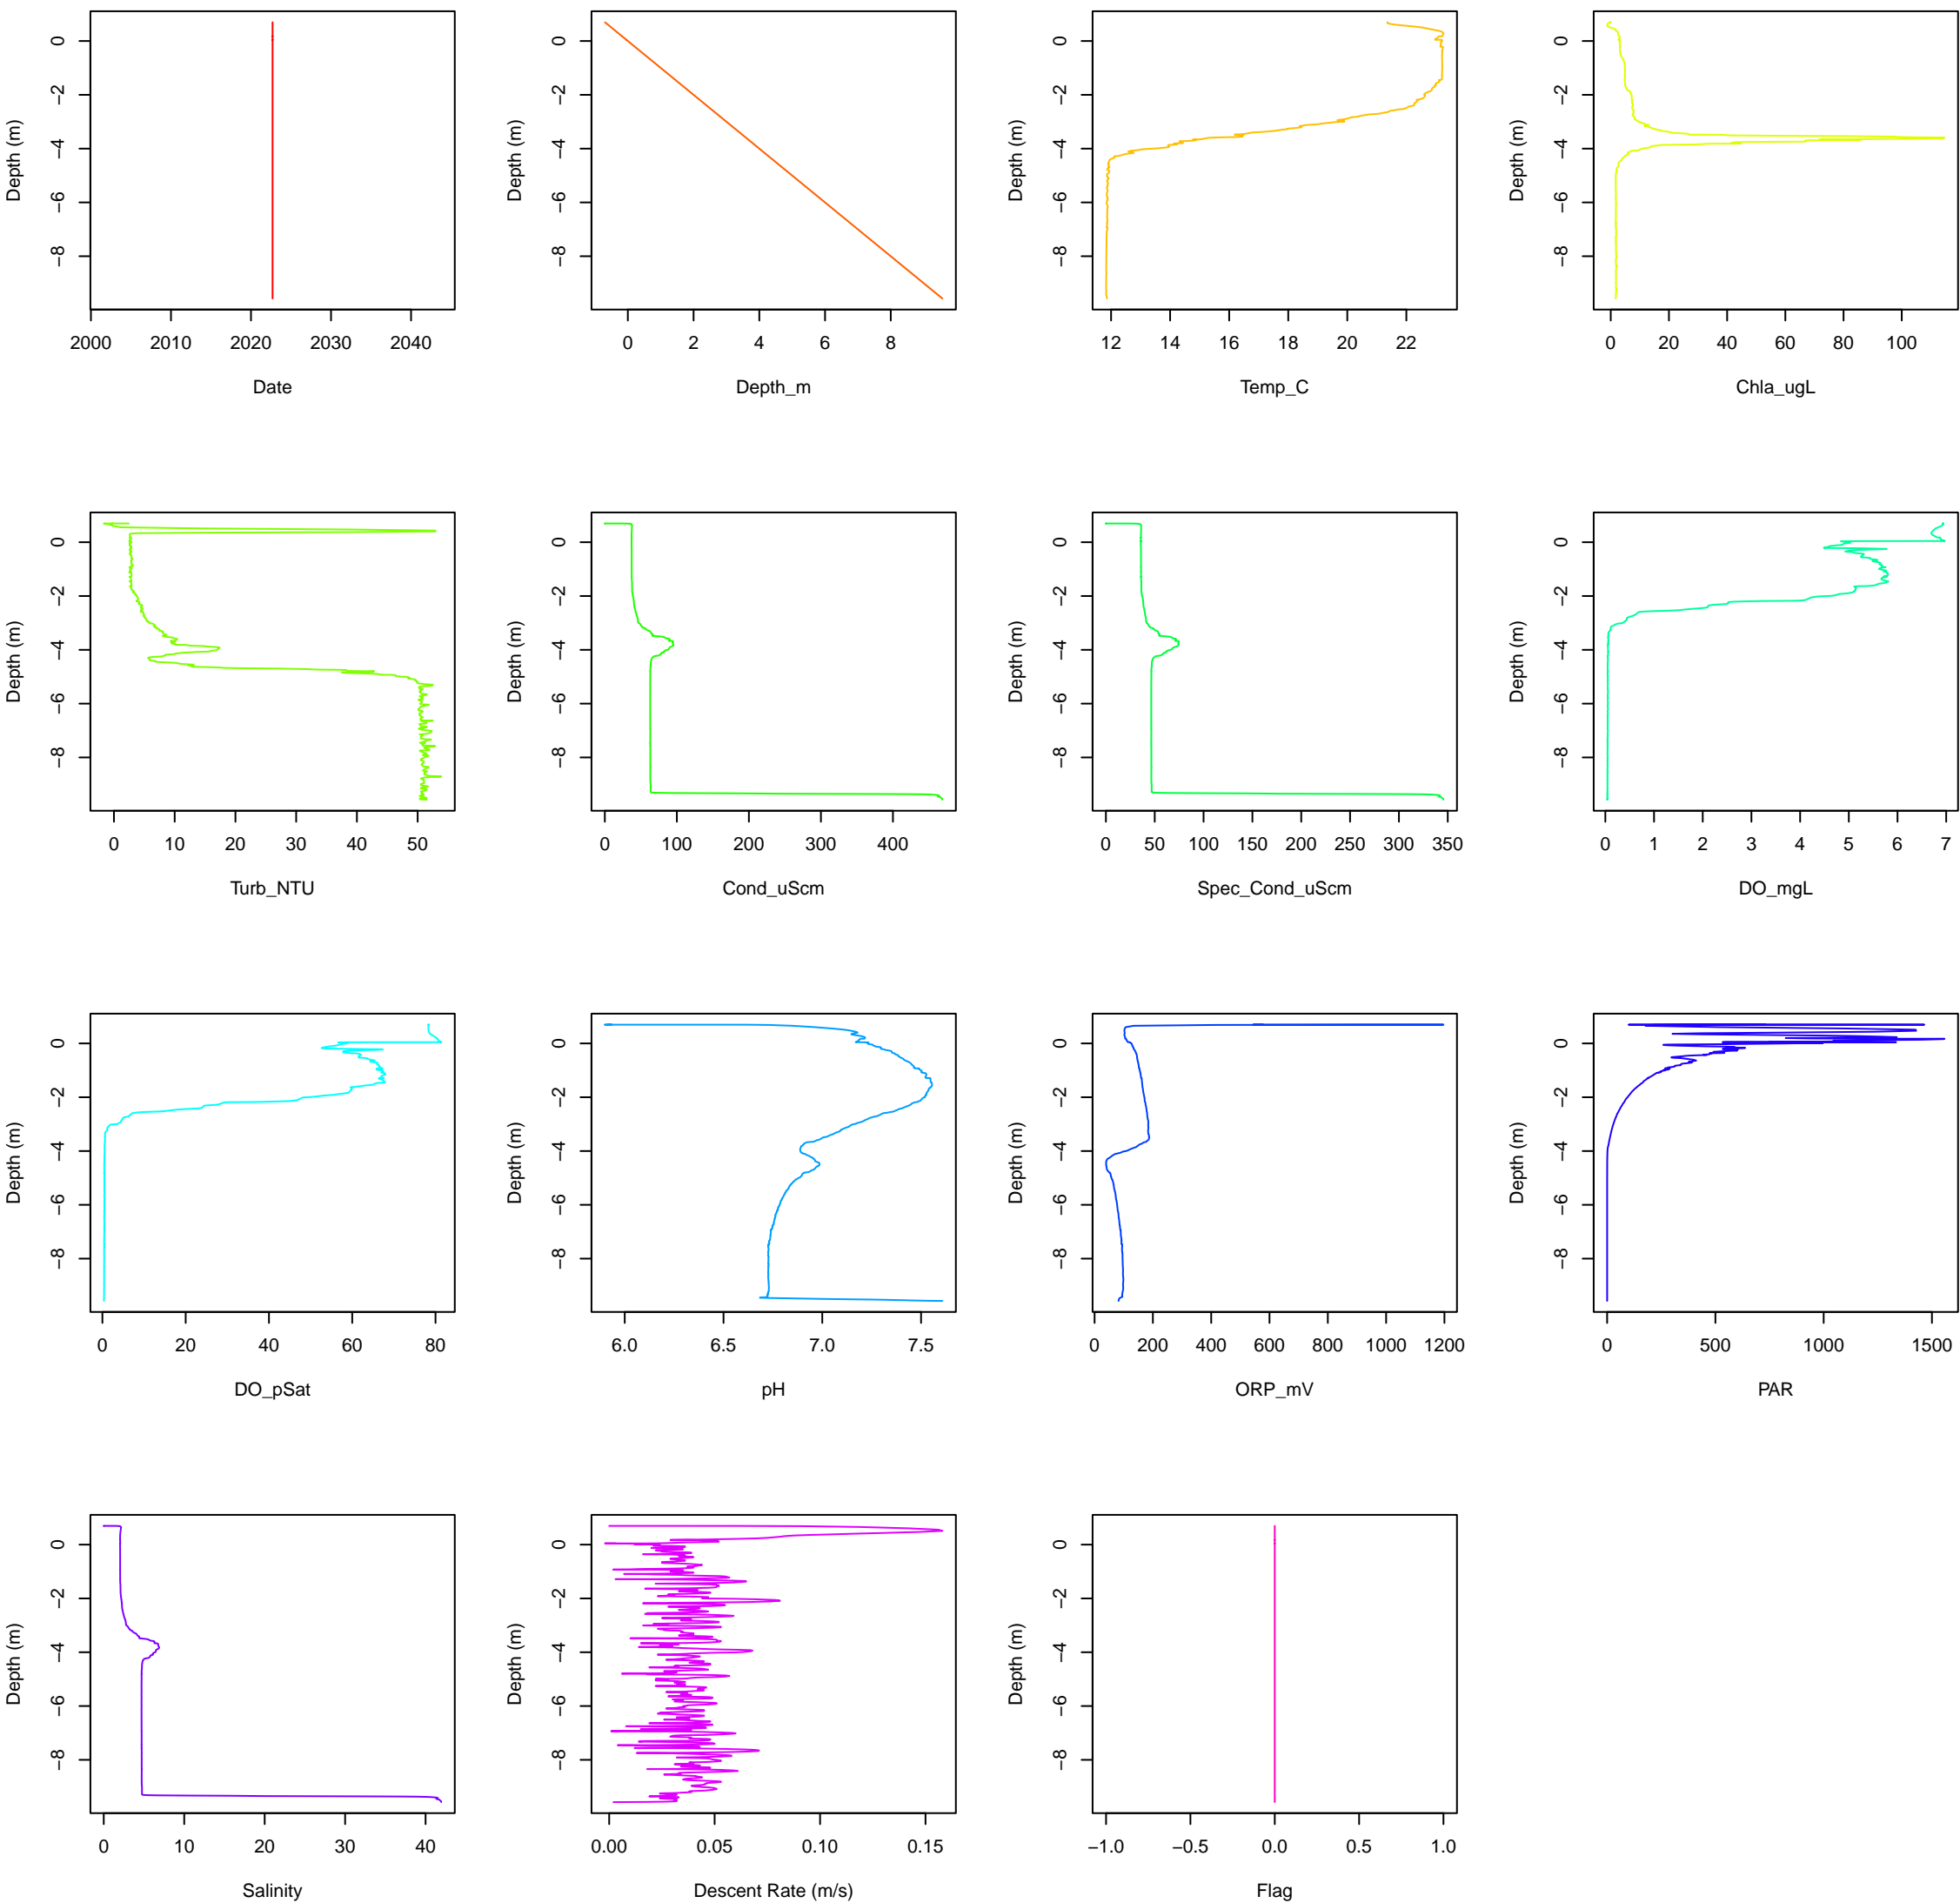 Depth (m) Depth (m) Depth (m) Depth (m)
0 0 0 0
−2 −2 −2 −2
−4 −4 −4 −4
−6 −6 −6 −6
−8 −8 −8 −8
2000 2010 2020 2030 2040 0 2 4 6 8 12 14 16 18 20 22 0 20 40 60 80 100
Date Depth_m Temp_C Chla_ugL
Depth (m) Depth (m) Depth (m) Depth (m)
0 0 0 0
−2 −2 −2 −2
−4 −4 −4 −4
−6 −6 −6 −6
−8 −8 −8 −8
0 10 20 30 40 50 0 100 200 300 400 0 50 100 150 200 250 300 350 0 1 2 3 4 5 6 7
Turb_NTU Cond_uScm Spec_Cond_uScm DO_mgL
Depth (m) Depth (m) Depth (m) Depth (m)
0 0 0 0
−2 −2 −2 −2
−4 −4 −4 −4
−6 −6 −6 −6
−8 −8 −8 −8
0 20 40 60 80 6.0 6.5 7.0 7.5 0 200 400 600 800 1000 1200 0 500 1000 1500
DO_pSat pH ORP_mV PAR
Depth (m) Depth (m) Depth (m)
0 0 0
−2 −2 −2
−4 −4 −4
−6 −6 −6
−8 −8 −8
0 10 20 30 40 0.00 0.05 0.10 0.15 −1.0 −0.5 0.0 0.5 1.0
Salinity Descent Rate (m/s) Flag